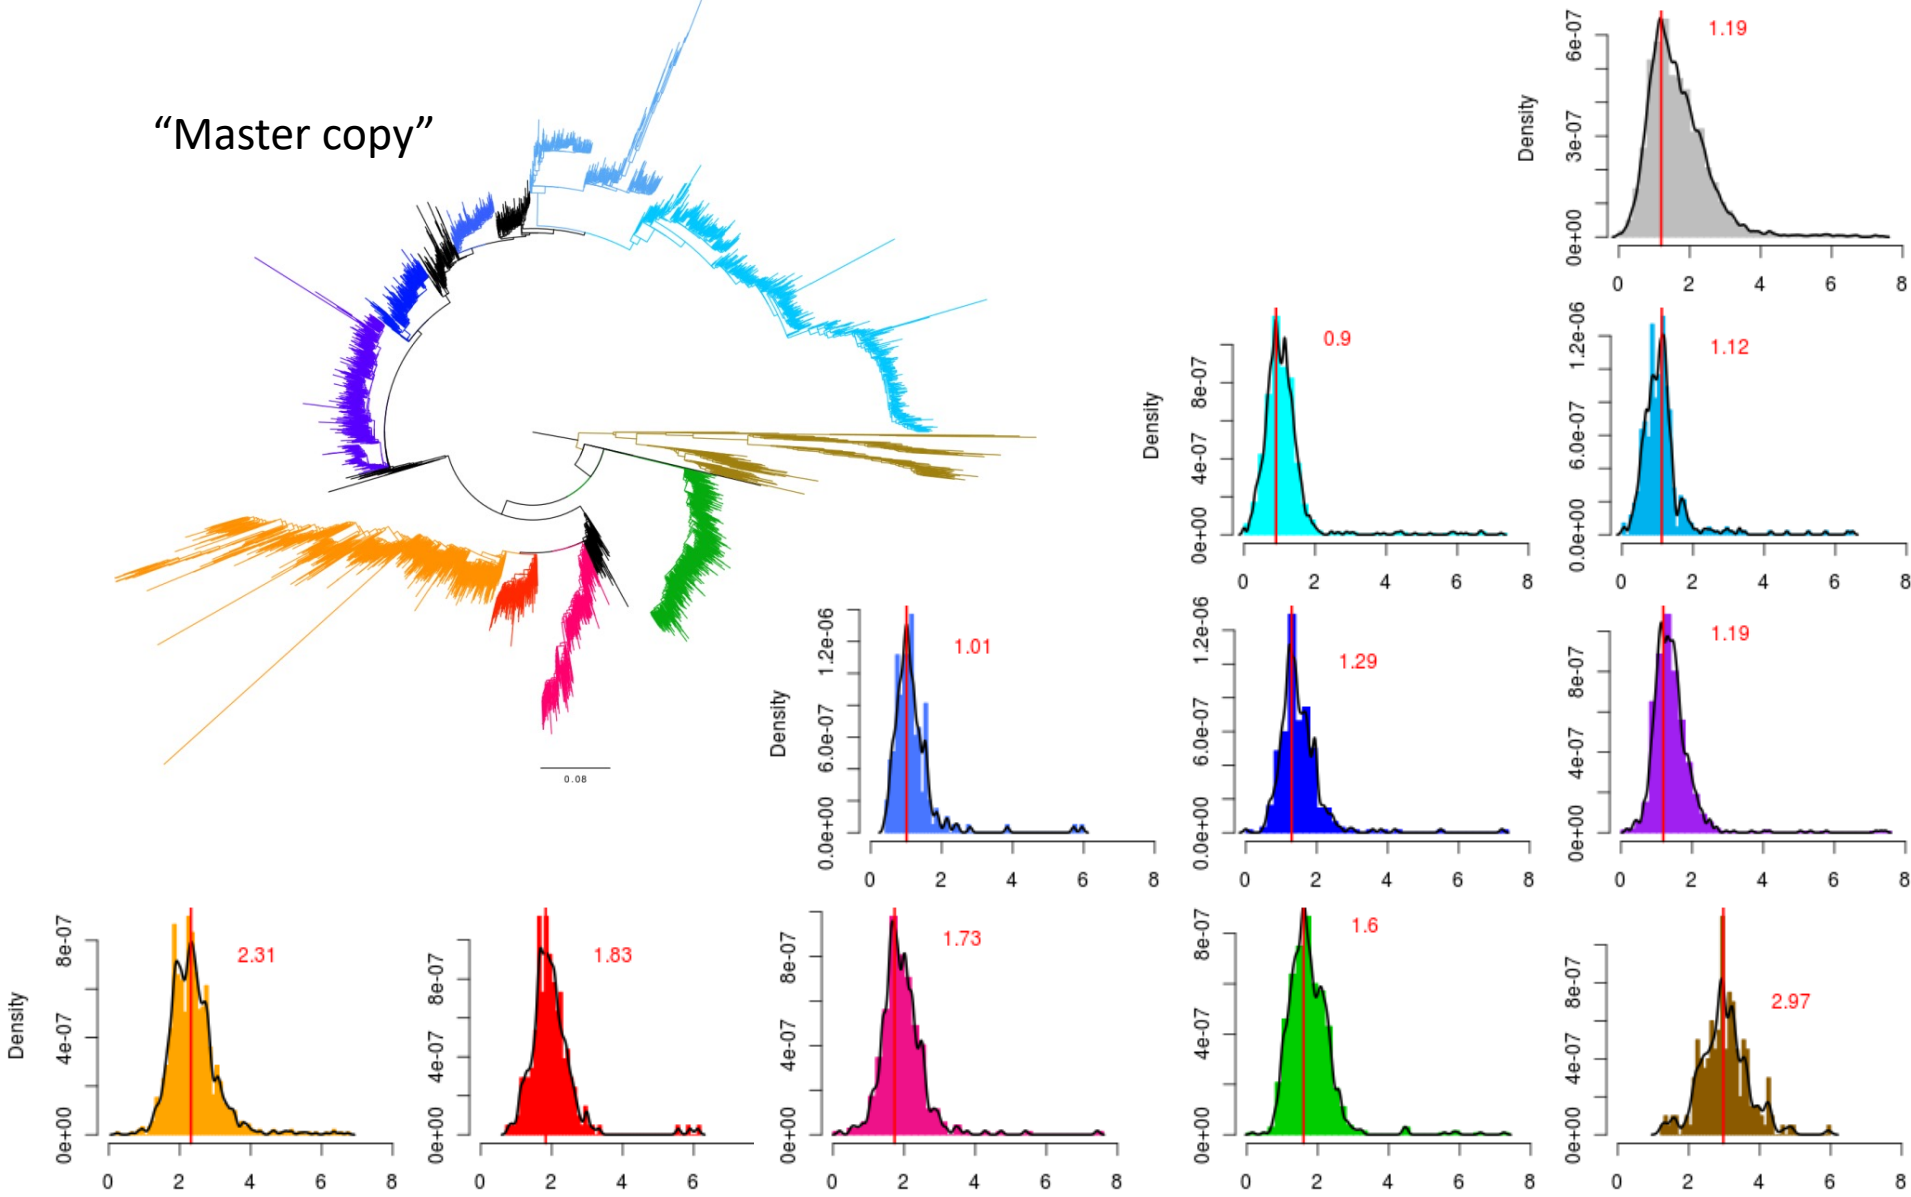 “Master copy”
0.08
Density
0e+00
3e-07
6e-07
1.19
0 2 4 6 8
Density
0e+00
4e-07
8e-07
0.9
0 2 4 6 8
0.0e+00
6.0e-07
1.2e-06
1.12
0 2 4 6 8
Density
0.0e+00
6.0e-07
1.2e-06
1.01
0 2 4 6 8
0.0e+00
6.0e-07
1.2e-06
1.29
0 2 4 6 8
0e+00
4e-07
8e-07
1.19
0 2 4 6 8
Density
0e+00
4e-07
8e-07
2.31
0 2 4 6 8
0e+00
4e-07
8e-07
1.83
0 2 4 6
0e+00
4e-07
8e-07
1.73
0 2 4 6 8
0e+00
4e-07
8e-07
1.6
0 2 4 6 8
0e+00
4e-07
8e-07
2.97
0 2 4 6 8